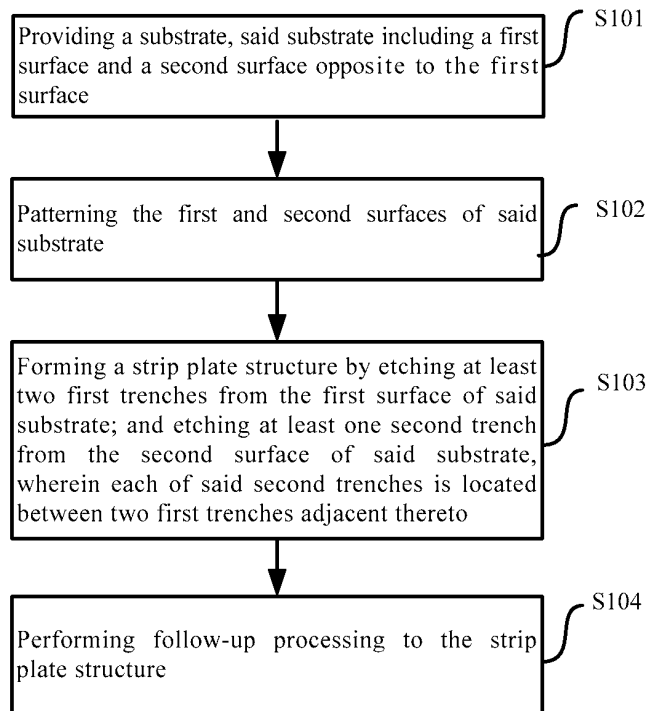 Providing a substrate, said substrate including a first
surface and a second surface opposite to the first
surface
S101
Patterning the first and second surfaces of said
substrate
S102
Forming a strip plate structure by etching at least
two first trenches from the first surface of said
substrate; and etching at least one second trench
from the second surface of said substrate,
wherein each of said second trenches is located
between two first trenches adjacent thereto
S103
Performing follow-up processing to the strip
plate structure
S104